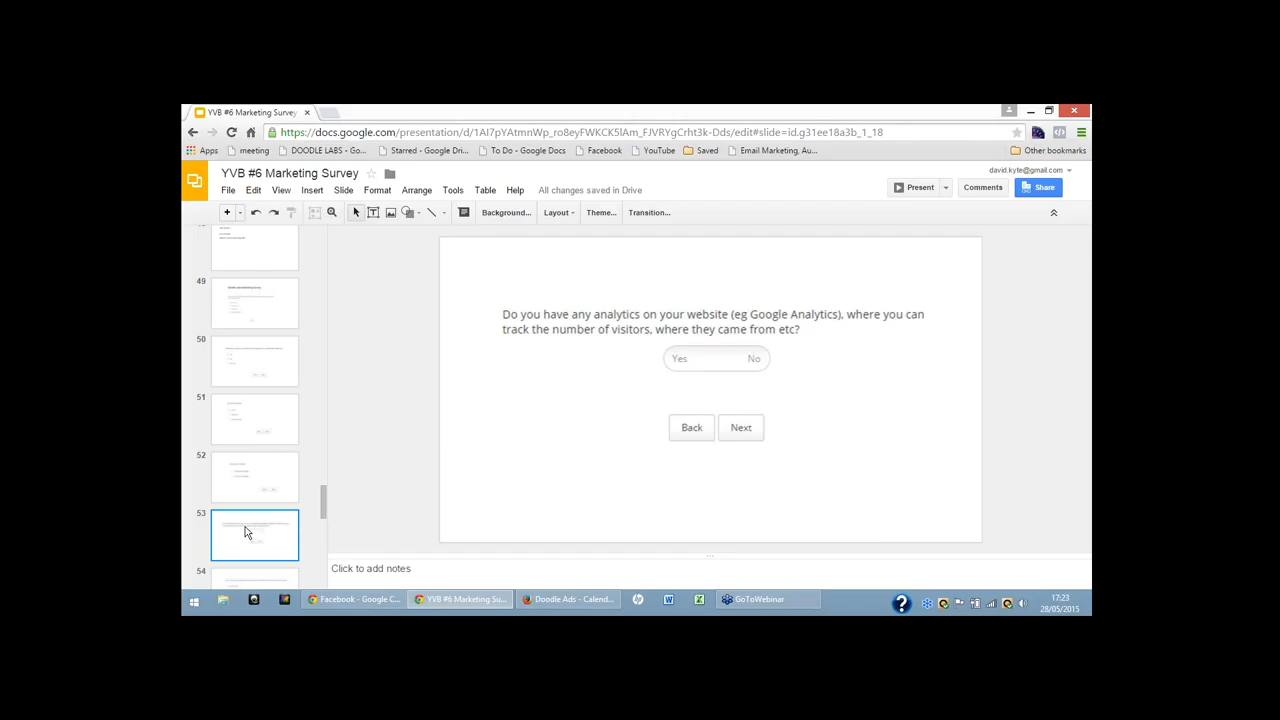 YVB #6 Marketing Survey
https://docs.google.com/presentation/d/1AI7pYAtmnWp_ro8eyFWKCK5lAm_FJVRYgCrht3k-Dds/edit#slide=id.g31ee18a3b_1_18
Apps meeting DOODLE LABS - Go... Starred - Google Dri... To Do - Google Docs Facebook YouTube Saved Email Marketing, Au... Other bookmarks
YVB #6 Marketing Survey
david.kyte@gmail.com
File Edit View Insert Slide Format Arrange Tools Table Help All changes saved in Drive
Present Comments Share
Background... Layout Theme... Transition...
49
50
51
52
53
54
Do you have any analytics on your website (eg Google Analytics), where you can
track the number of visitors, where they came from etc?
Yes No
Back Next
Click to add notes
Facebook - Google C... YVB #6 Marketing Su... Doodle Ads - Calend... GoToWebinar
17:23
28/05/2015